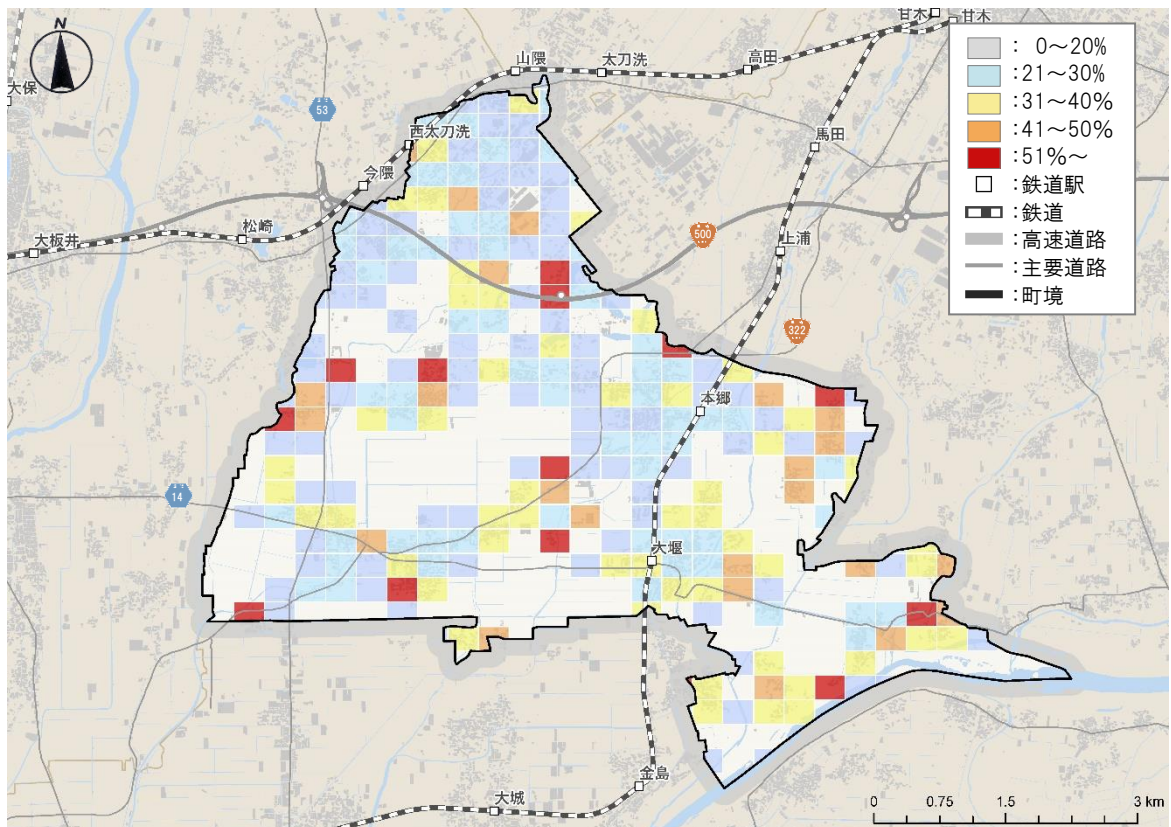 N
甘木
甘木
山隈
太刀洗
高田
大保
53
西太刀洗
馬田
今隈
松崎
大板井
500
上浦
322
本郷
14
大堰
金島
大城
: 0～20%
:21～30%
:31～40%
:41～50%
:51%～
:鉄道駅
:鉄道
:高速道路
:主要道路
:町境
0 0.75 1.5 3 km